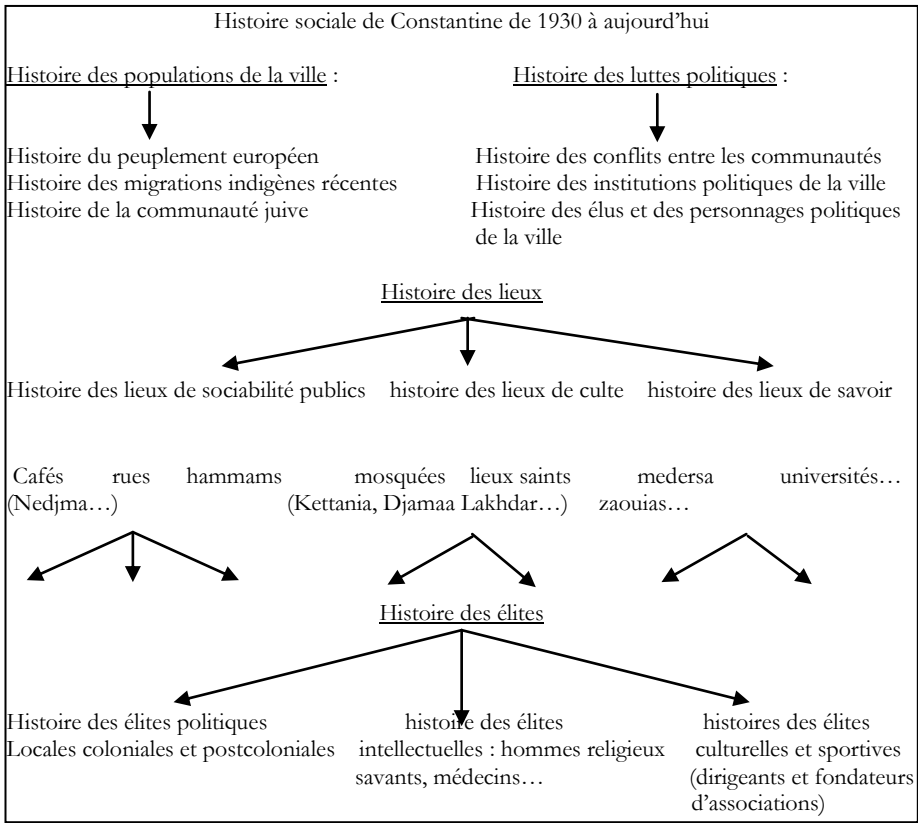 Histoire sociale de Constantine de 1930 à aujourd'hui
Histoire des populations de la ville :
Histoire des luttes politiques :
Histoire du peuplement européen
Histoire des migrations indigènes récentes
Histoire de la communauté juive
Histoire des conflits entre les communautés
Histoire des institutions politiques de la ville
Histoire des élus et des personnages politiques
de la ville
Histoire des lieux
Histoire des lieux de sociabilité publics histoire des lieux de culte histoire des lieux de savoir
Cafés rues hammams mosquées lieux saints medersa universités…
(Nedjma…) (Kettania, Djamaa Lakhdar…) zaouias…
Histoire des élites
Histoire des élites politiques
Locales coloniales et postcoloniales
histoire des élites
intellectuelles : hommes religieux
savants, médecins…
histoires des élites
culturelles et sportives
(dirigeants et fondateurs
d'associations)